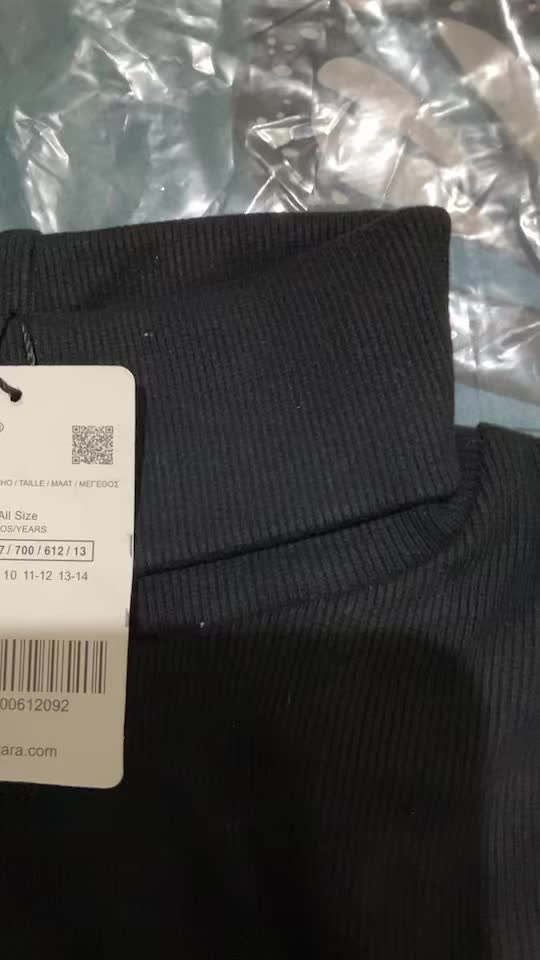 ®
HO / TAILLE / MAAT / ΜΕΓΕΘΟΣ
All Size
OS/YEARS
7 / 700 / 612 / 13
10 11-12 13-14
00612092
ara.com